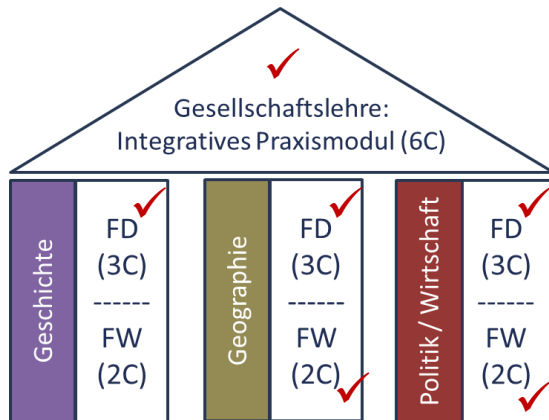 Gesellschaftslehre:
Integratives Praxismodul (6C)
Geschichte
FD
(3C)
------
FW
(2C)
Geographie
FD
(3C)
------
FW
(2C)
Politik / Wirtschaft
FD
(3C)
------
FW
(2C)